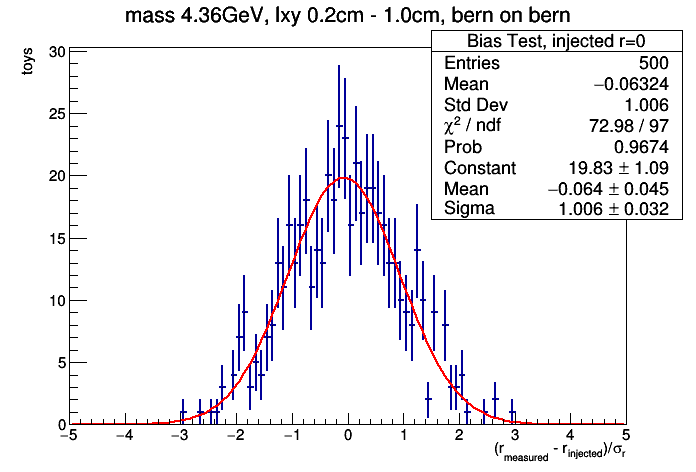 mass 4.36GeV, lxy 0.2cm - 1.0cm, bern on bern
Bias Test, injected r=0
Entries 500
Mean −0.06324
Std Dev 1.006
χ² / ndf 72.98 / 97
Prob 0.9674
Constant 19.83 ± 1.09
Mean −0.064 ± 0.045
Sigma 1.006 ± 0.032
toys
30
25
20
15
10
5
0
−5 −4 −3 −2 −1 0 1 2 3 4 5
(r_measured - r_injected)/σ_r